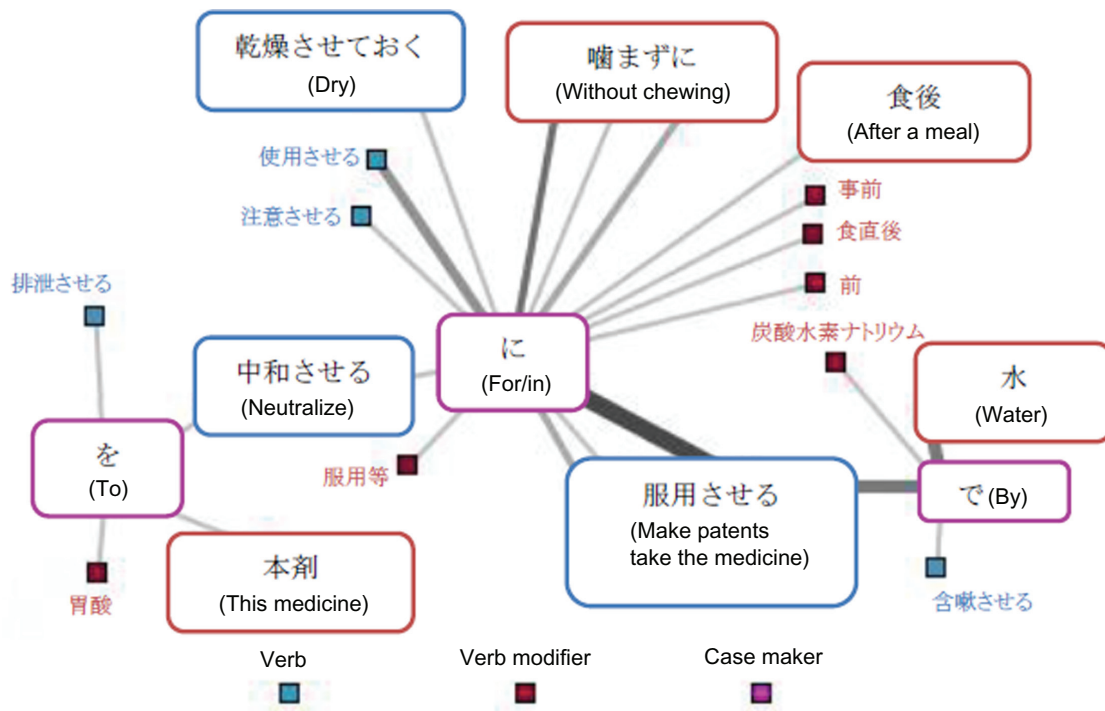 乾燥させておく
(Dry)
噛まずに
(Without chewing)
食後
(After a meal)
使用させる
注意させる
事前
食直後
前
排泄させる
炭酸水素ナトリウム
に
(For/in)
中和させる
(Neutralize)
水
(Water)
を
(To)
服用等
服用させる
(Make patents
take the medicine)
で(By)
本剤
(This medicine)
胃酸
含嗽させる
Verb
Verb modifier
Case maker